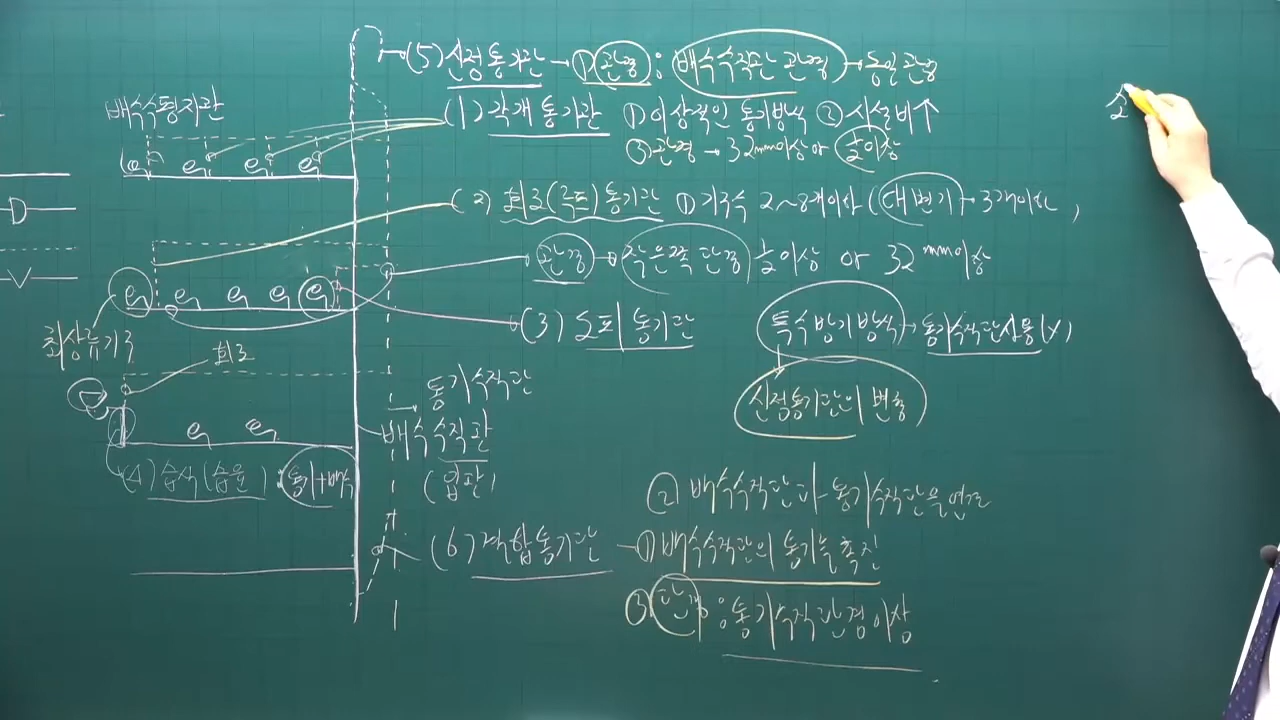 (5) 신정통기관 → ① 관경 : 배수수직관 관경 → 동일관경
배수수평지관
(1) 각개통기관 ① 이상적인 통기방식 ② 시설비↑
③ 관경 → 32mm이상 or ½이상
(2) 회로(루프)통기관 ① 기구수 2~8개이하 (대변기 → 3개이하,
관경 → 작은쪽 관경 ½이상 or 32mm이상
(3) 도피통기관
특수방기방식 → 통기수직관사용(X)
신정통기관의 변형
최상류기구
회로
통기수직관
배수수직관
(입관)
(4) 습식(습윤) : 통기+배수
② 배수수직관과 통기수직관을 연결
(6) 결합통기관 ① 배수수직관의 통기능촉진
③ 관경 : 통기수직관경이상
D
V